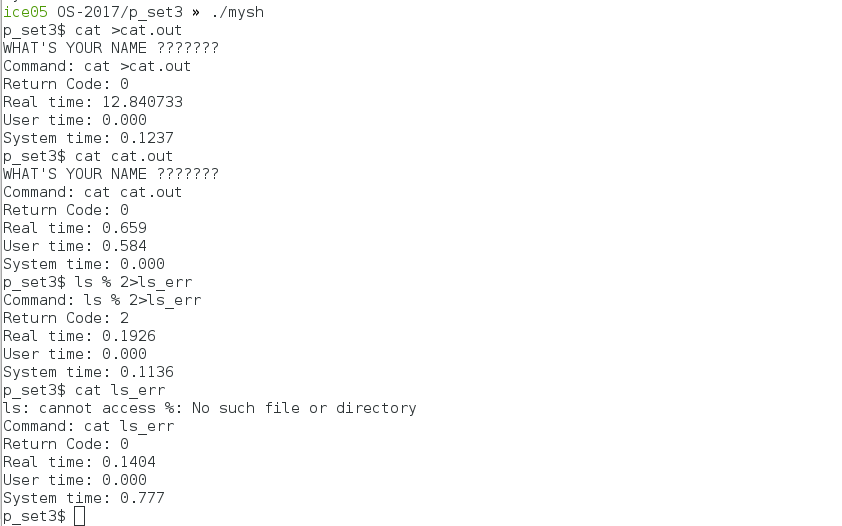 ice05 OS-2017/p_set3 » ./mysh
p_set3$ cat >cat.out
WHAT'S YOUR NAME ???????
Command: cat >cat.out
Return Code: 0
Real time: 12.840733
User time: 0.000
System time: 0.1237
p_set3$ cat cat.out
WHAT'S YOUR NAME ???????
Command: cat cat.out
Return Code: 0
Real time: 0.659
User time: 0.584
System time: 0.000
p_set3$ ls % 2>ls_err
Command: ls % 2>ls_err
Return Code: 2
Real time: 0.1926
User time: 0.000
System time: 0.1136
p_set3$ cat ls_err
ls: cannot access %: No such file or directory
Command: cat ls_err
Return Code: 0
Real time: 0.1404
User time: 0.000
System time: 0.777
p_set3$